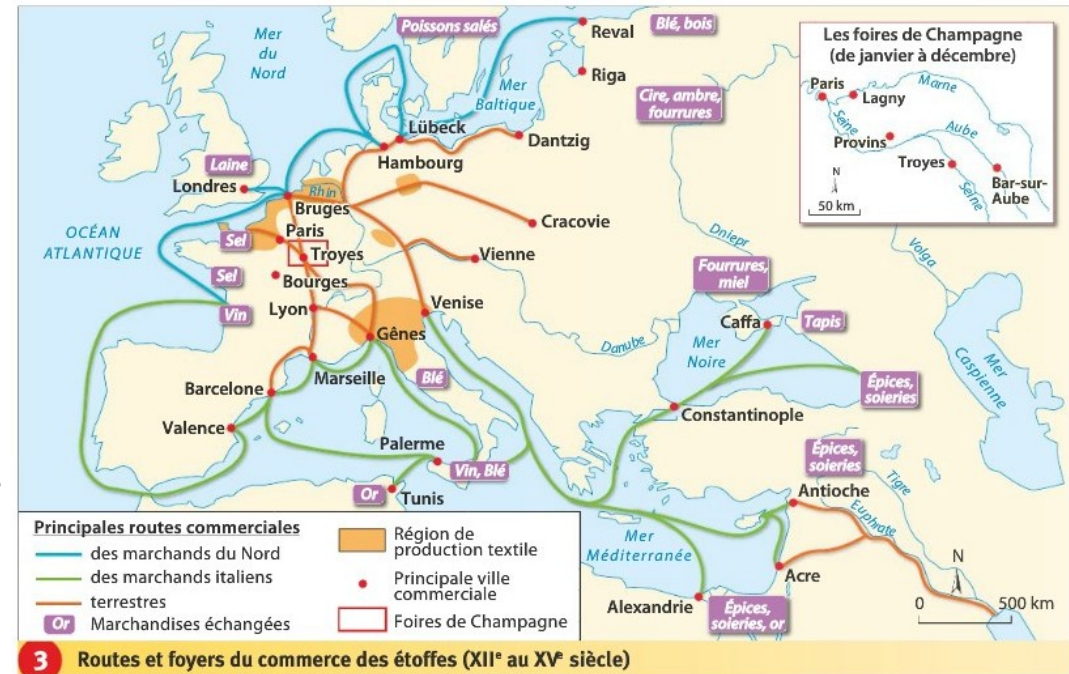 Mer
du
Nord
Poissons salés
Reval
Blé, bois
Riga
Mer
Baltique
Cire, ambre,
fourrures
Lübeck
Hambourg
Dantzig
Laine
Londres
Rhin
Bruges
Cracovie
OCÉAN
ATLANTIQUE
Sel
Paris
Troyes
Vienne
Sel
Bourges
Vin
Lyon
Venise
Gênes
Dniepr
Volga
Fourrures,
miel
Caffa
Tapis
Mer
Noire
Danube
Mer
Caspienne
Barcelone
Marseille
Blé
Épices,
soieries
Constantinople
Valence
Palerme
Vin, Blé
Or
Tunis
Épices,
soieries
Antioche
Tigre
Euphrate
Mer
Méditerranée
Acre
Alexandrie
Épices,
soieries, or
N
0 500 km
Les foires de Champagne
(de janvier à décembre)
Paris
Lagny
Marne
Seine
Provins
Aube
Troyes
Seine
Bar-sur-
Aube
N
50 km
Principales routes commerciales
des marchands du Nord
des marchands italiens
terrestres
Or Marchandises échangées
Région de
production textile
Principale ville
commerciale
Foires de Champagne
3 Routes et foyers du commerce des étoffes (XIIe au XVe siècle)